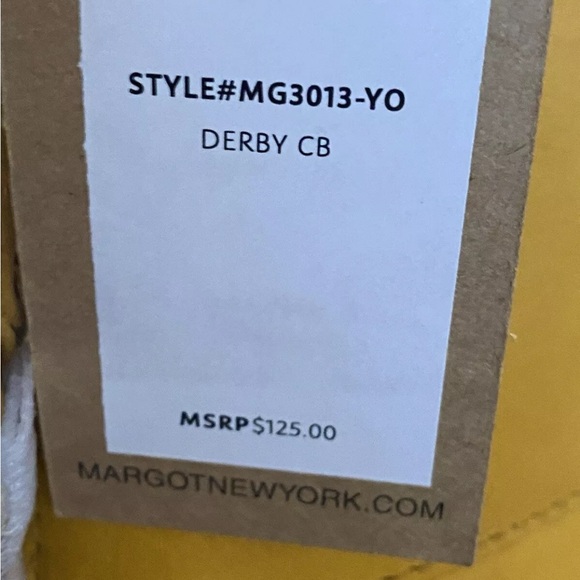 STYLE#MG3013-YO
DERBY CB
MSRP$125.00
MARGOTNEWYORK.COM